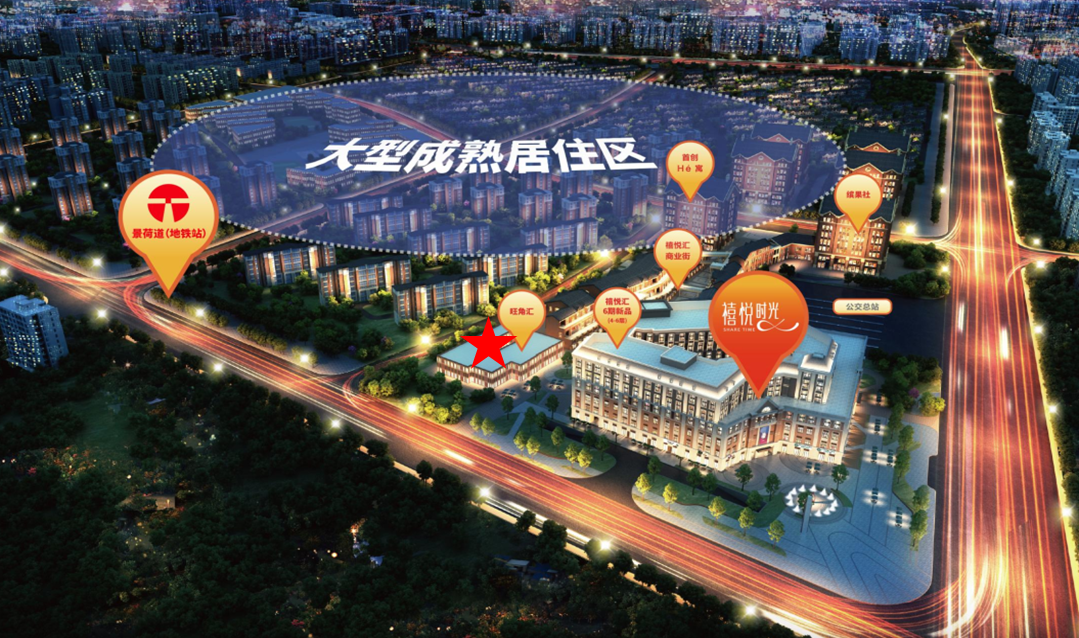 大型成熟居住区
首创
Hé 寓
缤果社
景荷道(地铁站)
禧悦汇
商业街
旺角汇
禧悦汇
6期新品
(4-6层)
禧悦时光
SHARE TIME
公交总站